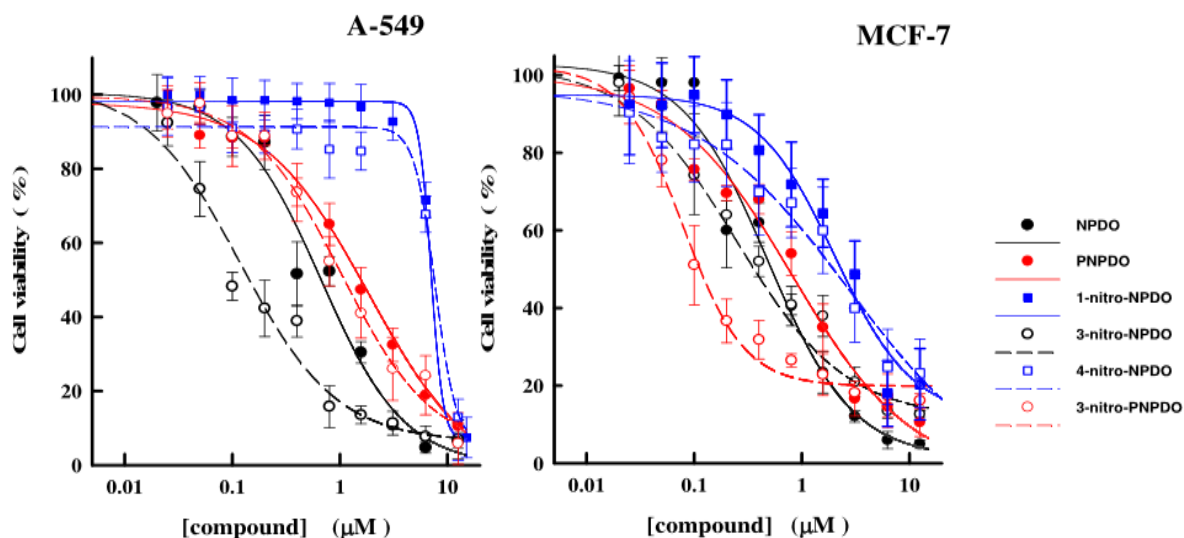 A-549
MCF-7
Cell viability (%)
100
80
60
40
20
0
0.01
0.1
1
10
[compound] (μM)
Cell viability (%)
100
80
60
40
20
0
0.01
0.1
1
10
[compound] (μM)
NPDO
PNPDO
1-nitro-NPDO
3-nitro-NPDO
4-nitro-NPDO
3-nitro-PNPDO